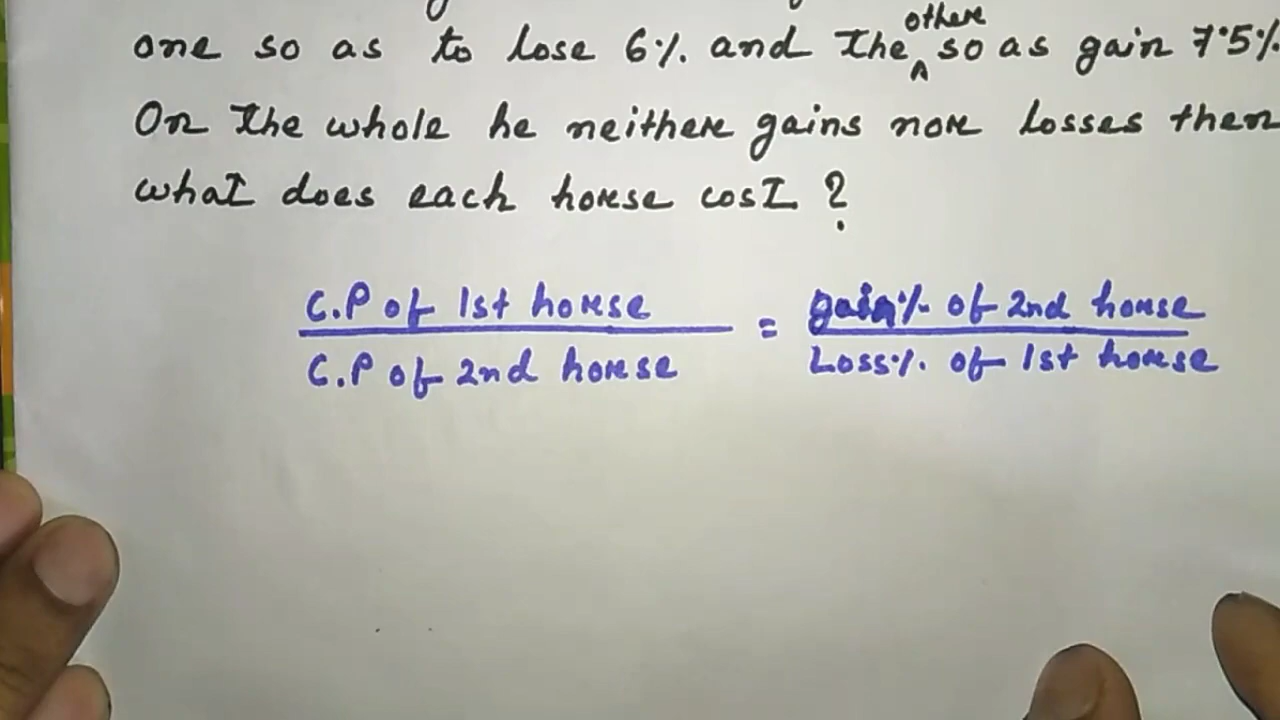 one so as to lose 6% and the othere so as gain 7.5%
On the whole he neither gains nor Losses then
what does each horse cost ?
C.P of 1st horse = gain% of 2nd horse
C.P of 2nd horse Loss% of 1st horse